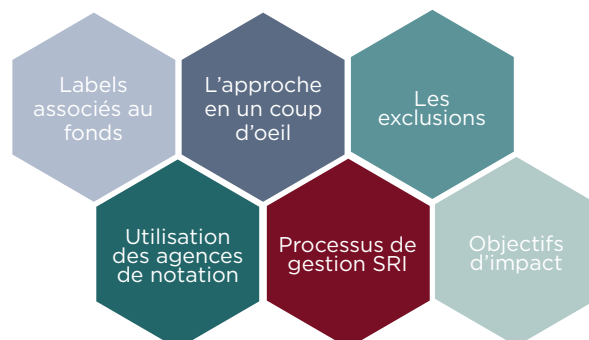 Labels
associés au
fonds
L'approche
en un coup
d'oeil
Les
exclusions
Utilisation
des agences
de notation
Processus de
gestion SRI
Objectifs
d'impact